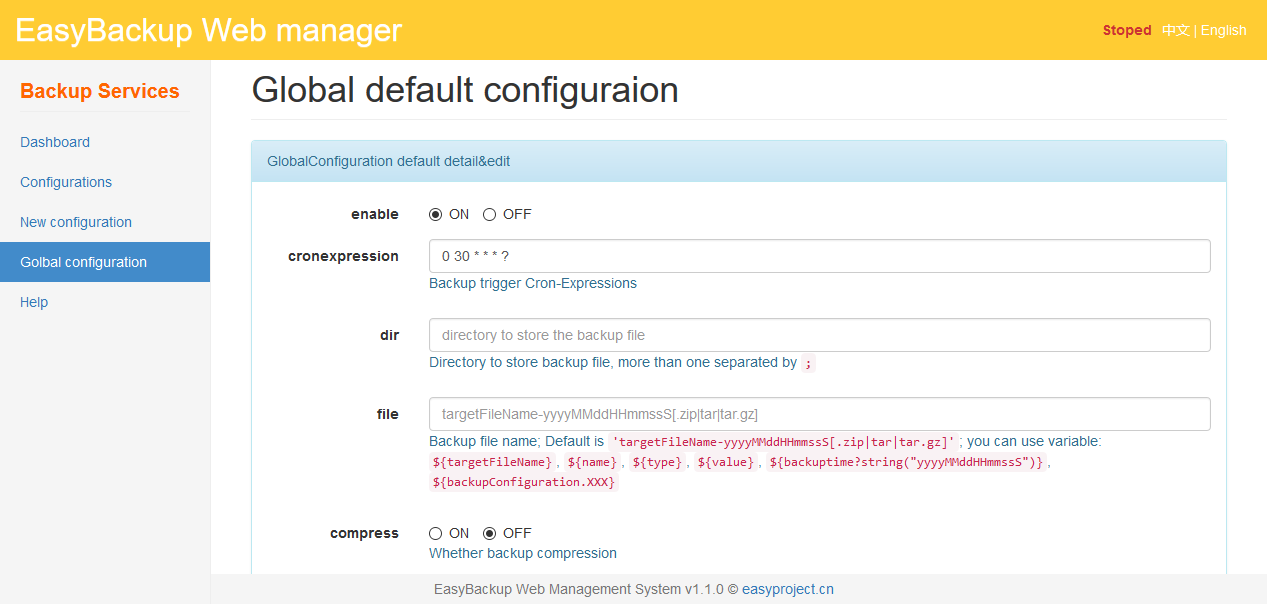 EasyBackup Web manager
Stoped 中文 | English
Backup Services
Dashboard
Configurations
New configuration
Golbal configuration
Help
Global default configuraion
GlobalConfiguration default detail&edit
enable ON OFF
cronexpression 0 30 * * * ?
Backup trigger Cron-Expressions
dir directory to store the backup file
Directory to store backup file, more than one separated by ;
file targetFileName-yyyyMMddHHmmssS[.zip|tar|tar.gz]
Backup file name; Default is 'targetFileName-yyyyMMddHHmmssS[.zip|tar|tar.gz]'; you can use variable:
${targetFileName}, ${name}, ${type}, ${value}, ${backuptime?string("yyyyMMddHHmmssS")},
${backupConfiguration.XXX}
compress ON OFF
Whether backup compression
EasyBackup Web Management System v1.1.0 © easyproject.cn